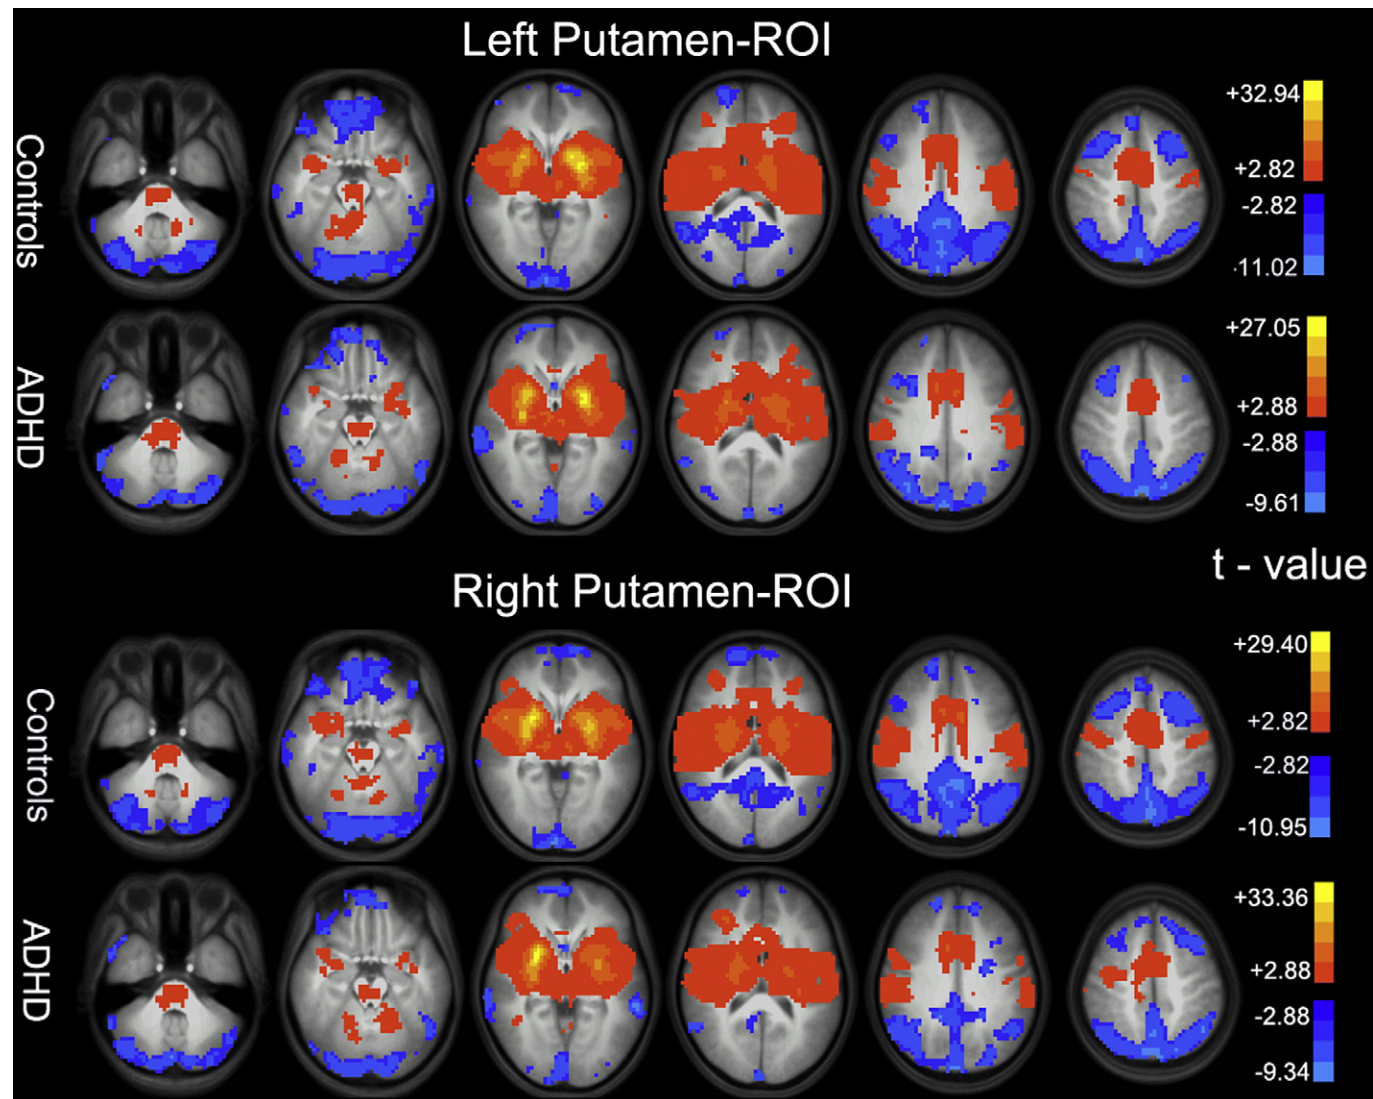 Left Putamen-ROI
Controls
+32.94
+2.82
-2.82
-11.02
ADHD
+27.05
+2.88
-2.88
-9.61
t - value
Right Putamen-ROI
Controls
+29.40
+2.82
-2.82
-10.95
ADHD
+33.36
+2.88
-2.88
-9.34